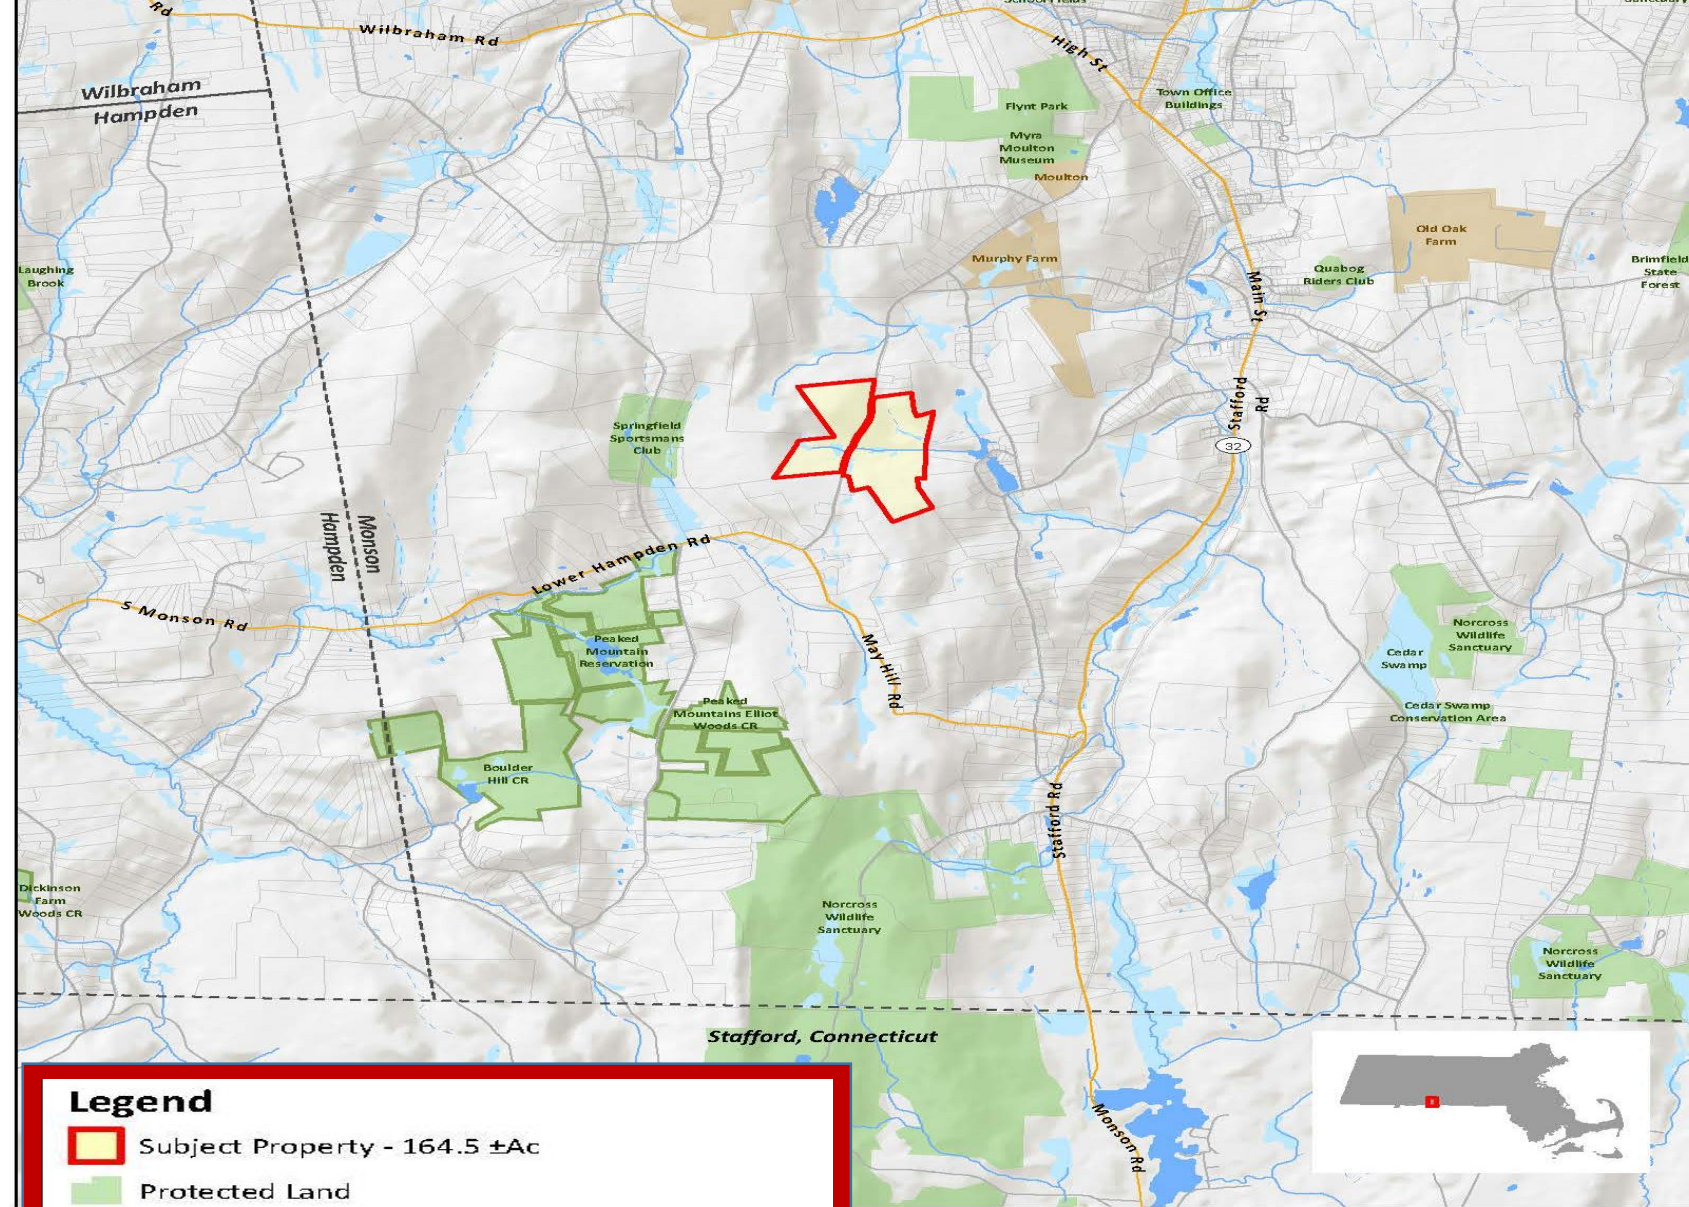 Rd
Wilbraham Rd
High St
Wilbraham
Hampden
Town Office
Buildings
Flynt Park
Myra
Moulton
Museum
Moulton
Old Oak
Farm
Murphy Farm
Laughing
Brook
Quabog
Riders Club
Brimfield
State
Forest
Main St
Stafford
Rd
32
Springfield
Sportsmans
Club
Monson
Hampden
Lower Hampden Rd
S Monson Rd
Peaked
Mountain
Reservation
May Hill Rd
Norcross
Wildlife
Sanctuary
Cedar
Swamp
Peaked
Mountains Elliot
Woods CR
Cedar Swamp
Conservation Area
Boulder
Hill CR
Stafford Rd
Dickinson
Farm
Woods CR
Norcross
Wildlife
Sanctuary
Norcross
Wildlife
Sanctuary
Stafford, Connecticut
Monson Rd
Legend
Subject Property - 164.5 ±Ac
Protected Land